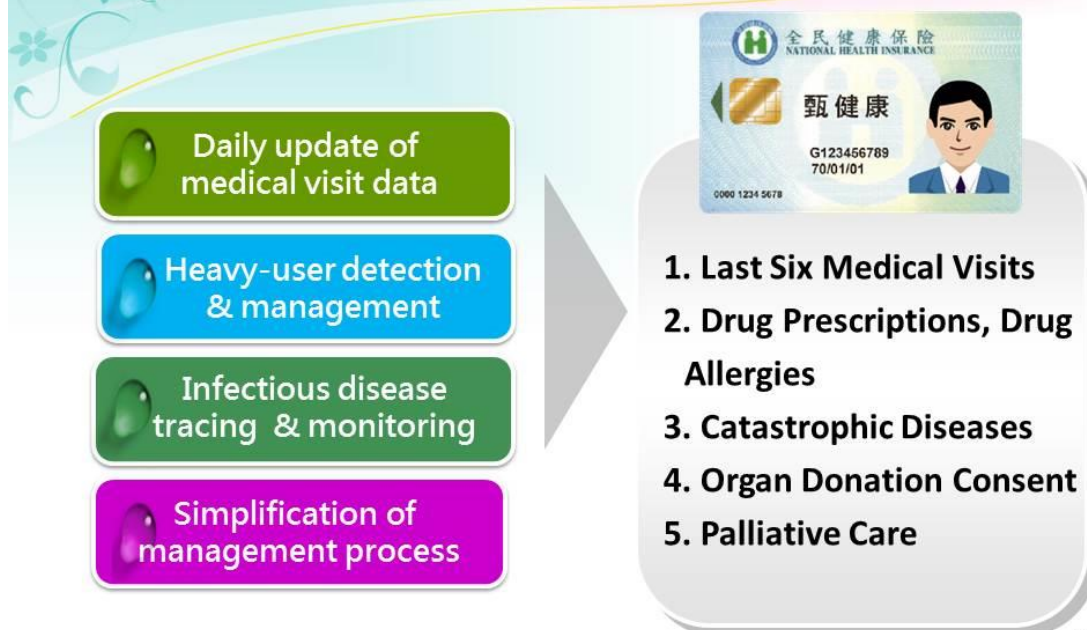 Daily update of
medical visit data
Heavy-user detection
& management
Infectious disease
tracing & monitoring
Simplification of
management process
全民健康保險
NATIONAL HEALTH INSURANCE
甄健康
G123456789
70/01/01
0000 1234 5678
1. Last Six Medical Visits
2. Drug Prescriptions, Drug
Allergies
3. Catastrophic Diseases
4. Organ Donation Consent
5. Palliative Care